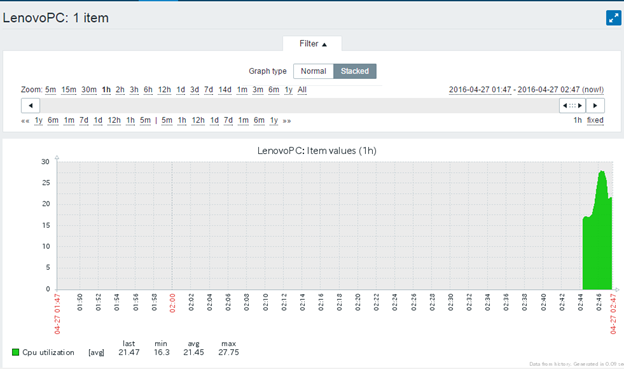 LenovoPC: 1 item
Filter ▲
Graph type Normal Stacked
Zoom: 5m 15m 30m 1h 2h 3h 6h 12h 1d 3d 7d 14d 1m 3m 6m 1y All 2016-04-27 01:47 - 2016-04-27 02:47 (now!)
«« 1y 6m 1m 7d 1d 12h 1h 5m | 5m 1h 12h 1d 7d 1m 6m 1y »» 1h fixed
LenovoPC: Item values (1h)
30
25
20
15
10
5
0
04-27 01:47 01:50 01:52 01:54 01:56 01:58 02:00 02:02 02:04 02:06 02:08 02:10 02:12 02:14 02:16 02:18 02:20 02:22 02:24 02:26 02:28 02:30 02:32 02:34 02:36 02:38 02:40 02:42 02:44 02:46 04-27 02:47
last min avg max
Cpu utilization [avg] 21.47 16.3 21.45 27.75
Data from history. Generated in